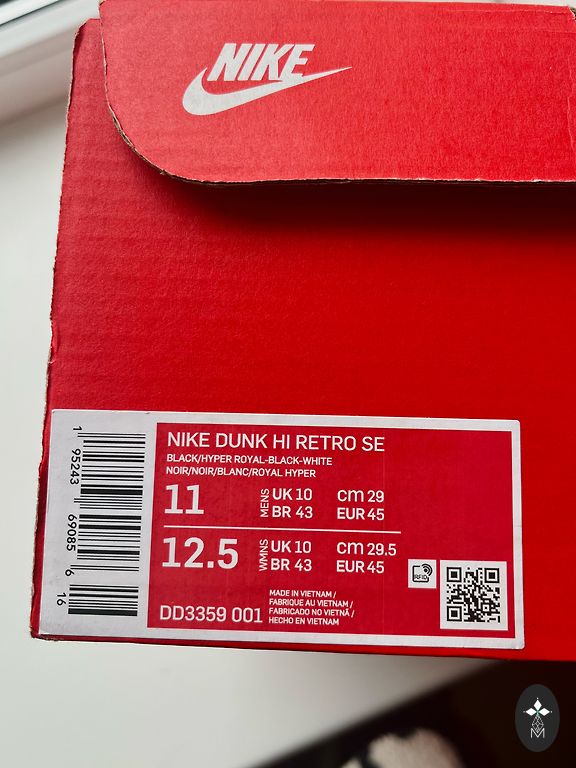 NIKE
NIKE DUNK HI RETRO SE
BLACK/HYPER ROYAL-BLACK-WHITE
NOIR/NOIR/BLANC/ROYAL HYPER
11 MENS UK 10 CM 29
BR 43 EUR 45
12.5 WMNS UK 10 CM 29.5
BR 43 EUR 45
RFID
DD3359 001
MADE IN VIETNAM /
FABRIQUE AU VIETNAM /
FABRICADO NO VIETNÃ /
HECHO EN VIETNAM
1 95243 69085 6 16
M